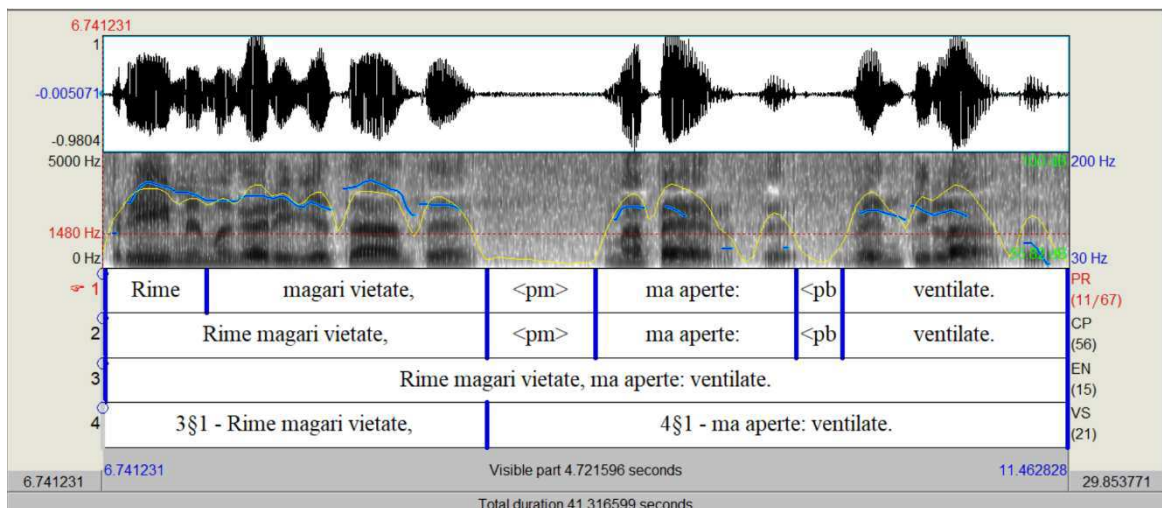 6.741231
1
-0.005071
-0.9804
5000 Hz
200 Hz
1480 Hz
0 Hz
30 Hz
1 Rime magari vietate, <pm> ma aperte: <pb ventilate. PR
(11/67)
2 Rime magari vietate, <pm> ma aperte: <pb ventilate. CP
(56)
3 Rime magari vietate, ma aperte: ventilate. EN
(15)
4 3§1 - Rime magari vietate, 4§1 - ma aperte: ventilate. VS
(21)
6.741231 Visible part 4.721596 seconds 11.462828
6.741231 29.853771
Total duration 41.316599 seconds